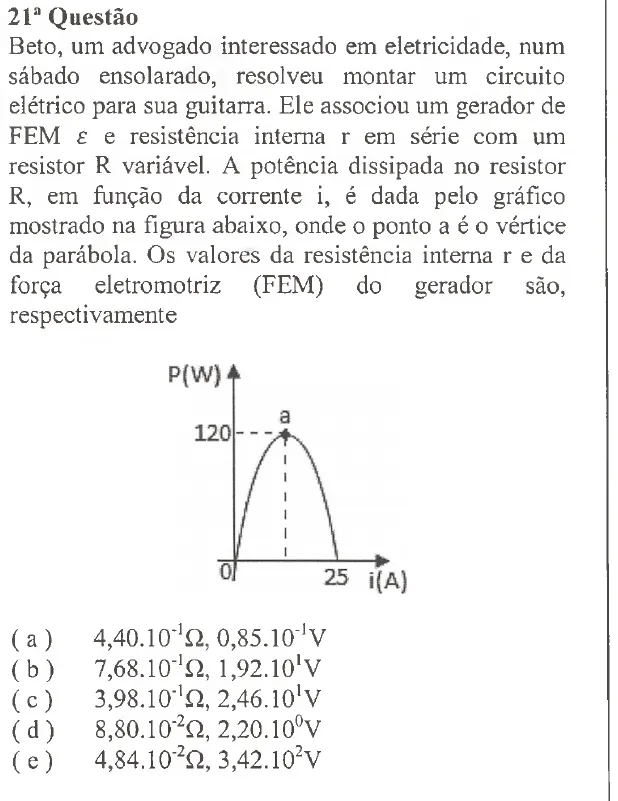 21ª Questão
Beto, um advogado interessado em eletricidade, num
sábado ensolarado, resolveu montar um circuito
elétrico para sua guitarra. Ele associou um gerador de
FEM ε e resistência interna r em série com um
resistor R variável. A potência dissipada no resistor
R, em função da corrente i, é dada pelo gráfico
mostrado na figura abaixo, onde o ponto a é o vértice
da parábola. Os valores da resistência interna r e da
força eletromotriz (FEM) do gerador são,
respectivamente
P(W)
a
120
0
25 i(A)
( a ) 4,40.10⁻¹Ω, 0,85.10⁻¹V
( b ) 7,68.10⁻¹Ω, 1,92.10¹V
( c ) 3,98.10⁻¹Ω, 2,46.10¹V
( d ) 8,80.10⁻²Ω, 2,20.10⁰V
( e ) 4,84.10⁻²Ω, 3,42.10²V